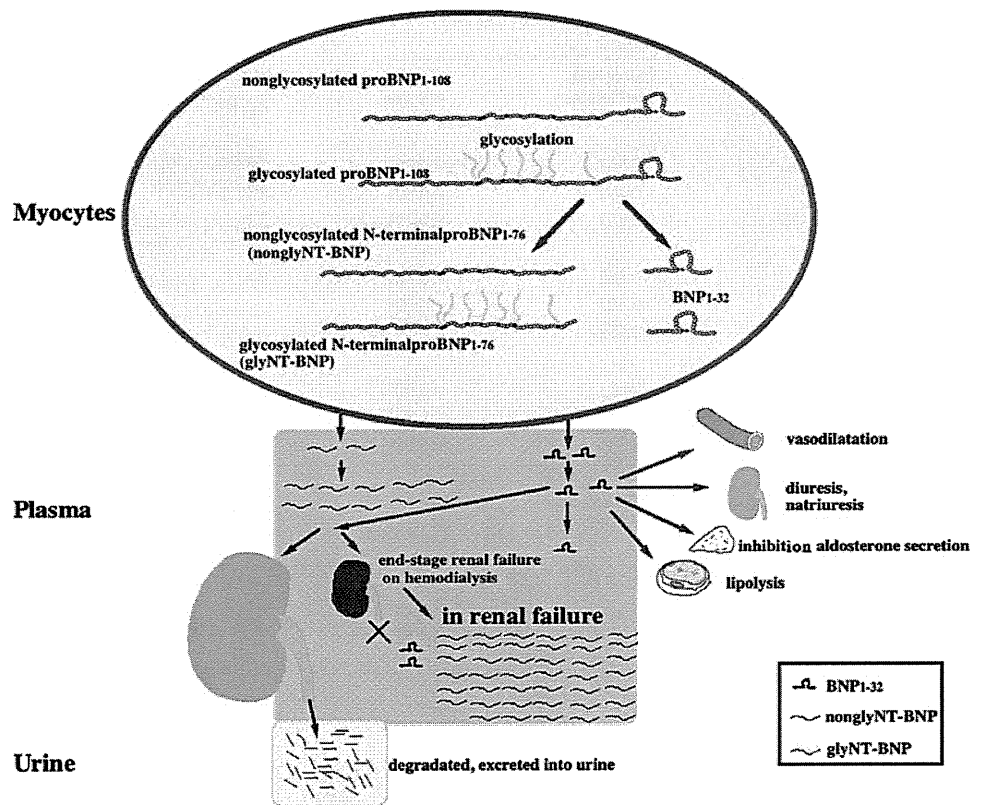 nonglycosylated proBNP1-108
glycosylation
glycosylated proBNP1-108
Myocytes
nonglycosylated N-terminalproBNP1-76
(nonglyNT-BNP)
BNP1-32
glycosylated N-terminalproBNP1-76
(glyNT-BNP)
vasodilatation
Plasma
diuresis,
natriuresis
inhibition aldosterone secretion
end-stage renal failure
on hemodialysis
lipolysis
in renal failure
BNP1-32
nonglyNT-BNP
glyNT-BNP
Urine
degradated, excreted into urine